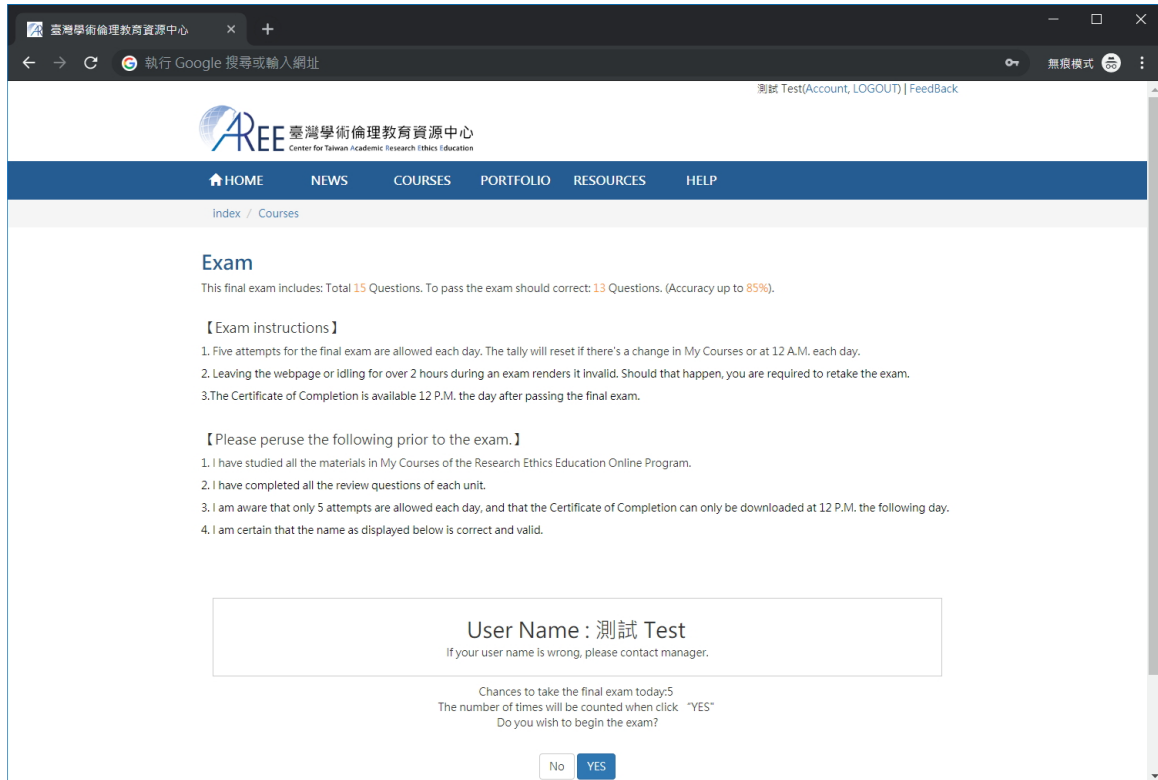 臺灣學術倫理教育資源中心
執行 Google 搜尋或輸入網址
無痕模式
測試 Test(Account, LOGOUT) | FeedBack
AREE 臺灣學術倫理教育資源中心
Center for Taiwan Academic Research Ethics Education
HOME NEWS COURSES PORTFOLIO RESOURCES HELP
index / Courses
Exam
This final exam includes: Total 15 Questions. To pass the exam should correct: 13 Questions. (Accuracy up to 85%).
【Exam instructions】
1. Five attempts for the final exam are allowed each day. The tally will reset if there's a change in My Courses or at 12 A.M. each day.
2. Leaving the webpage or idling for over 2 hours during an exam renders it invalid. Should that happen, you are required to retake the exam.
3.The Certificate of Completion is available 12 P.M. the day after passing the final exam.
【Please peruse the following prior to the exam.】
1. I have studied all the materials in My Courses of the Research Ethics Education Online Program.
2. I have completed all the review questions of each unit.
3. I am aware that only 5 attempts are allowed each day, and that the Certificate of Completion can only be downloaded at 12 P.M. the following day.
4. I am certain that the name as displayed below is correct and valid.
User Name : 測試 Test
If your user name is wrong, please contact manager.
Chances to take the final exam today:5
The number of times will be counted when click “YES”
Do you wish to begin the exam?
No YES